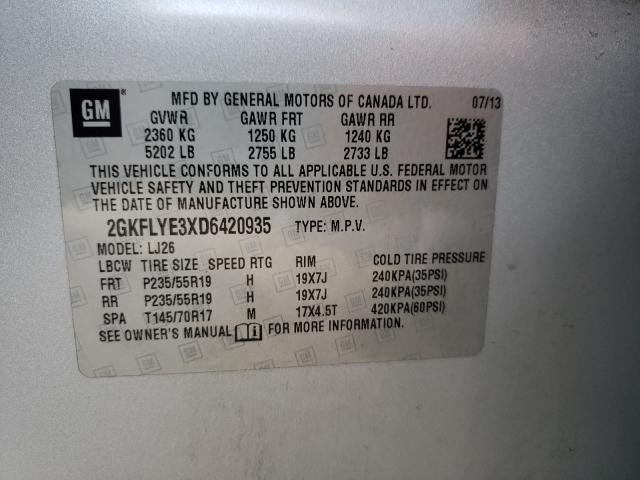 GM
®
MFD BY GENERAL MOTORS OF CANADA LTD. 07/13
GVWR GAWR FRT GAWR RR
2360 KG 1250 KG 1240 KG
5202 LB 2755 LB 2733 LB
THIS VEHICLE CONFORMS TO ALL APPLICABLE U.S. FEDERAL MOTOR
VEHICLE SAFETY AND THEFT PREVENTION STANDARDS IN EFFECT ON
THE DATE OF MANUFACTURE SHOWN ABOVE.
2GKFLYE3XD6420935 TYPE: M.P.V.
MODEL: LJ26
LBCW TIRE SIZE SPEED RTG RIM COLD TIRE PRESSURE
FRT P235/55R19 H 19X7J 240KPA(35PSI)
RR P235/55R19 H 19X7J 240KPA(35PSI)
SPA T145/70R17 M 17X4.5T 420KPA(60PSI)
SEE OWNER'S MANUAL FOR MORE INFORMATION.